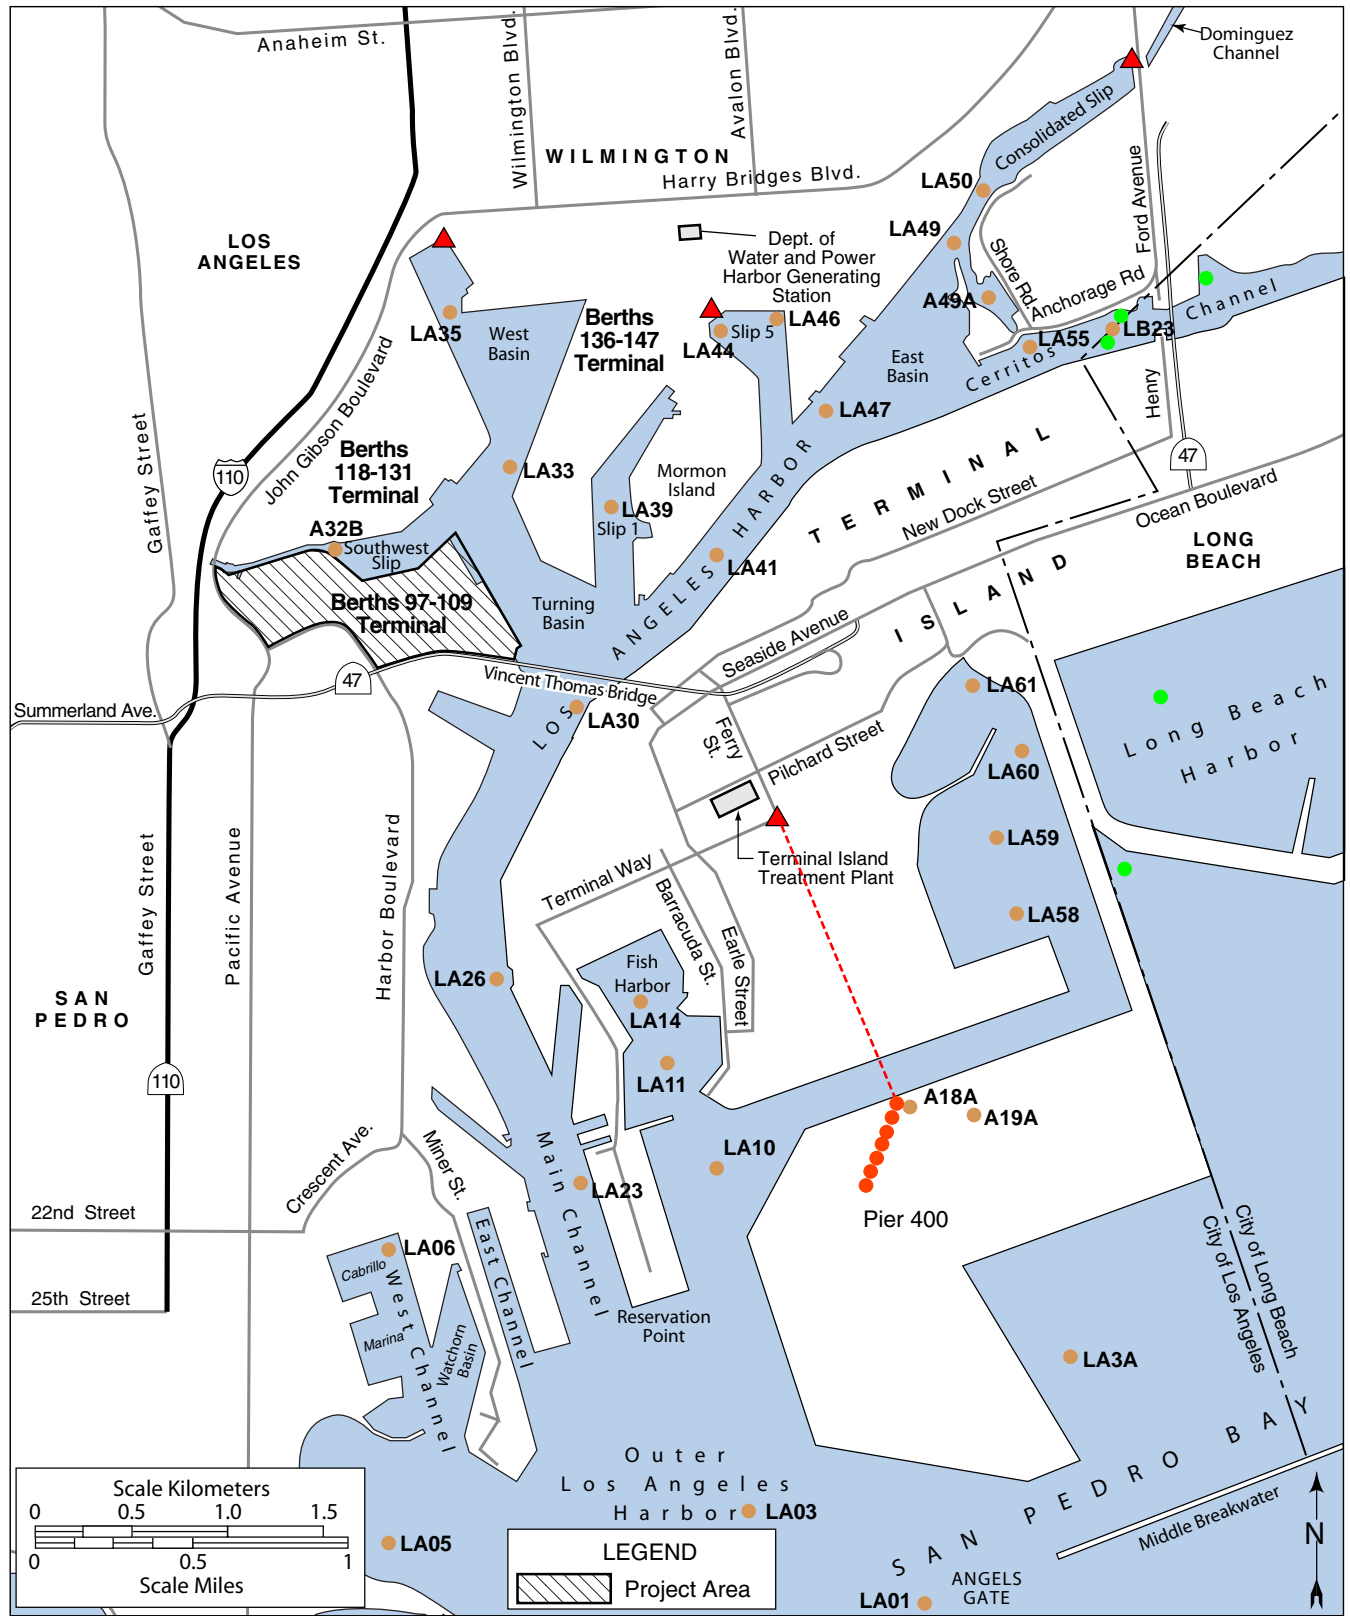 Anaheim St.
Wilmington Blvd.
Avalon Blvd.
Dominguez
Channel
WILMINGTON
Harry Bridges Blvd.
Consolidated Slip
Ford Avenue
LA50
LOS
ANGELES
Dept. of
Water and Power
Harbor Generating
Station
LA49
Shore Rd.
A49A
Anchorage Rd
LA35
West
Basin
Berths
136-147
Terminal
LA44
Slip 5
LA46
East
Basin
LA55
LB23
Cerritos
Channel
Henry
John Gibson Boulevard
Gaffey Street
110
LA47
Berths
118-131
Terminal
LA33
Mormon
Island
LA39
Slip 1
47
TERMINAL
New Dock Street
Ocean Boulevard
LONG
BEACH
A32B
Southwest
Slip
LA41
LOS ANGELES HARBOR
ISLAND
Berths 97-109
Terminal
Turning
Basin
Seaside Avenue
Vincent Thomas Bridge
47
Summerland Ave.
LA30
Ferry
St.
Pilchard Street
LA61
LA60
Long Beach
Harbor
Terminal Island
Treatment Plant
LA59
LA58
Gaffey Street
Pacific Avenue
Harbor Boulevard
Terminal Way
Barracuda St.
Earle Street
SAN
PEDRO
110
LA26
Fish
Harbor
LA14
LA11
A18A
A19A
LA10
Pier 400
Crescent Ave.
Miner St.
Main Channel
LA23
22nd Street
25th Street
LA06
Cabrillo
Marina
West Channel
Watchorn
Basin
East Channel
Reservation
Point
City of Long Beach
City of Los Angeles
LA3A
Outer
Los Angeles
Harbor
LA03
LA05
SAN PEDRO BAY
Middle Breakwater
ANGELS
GATE
LA01
N
Scale Kilometers
0 0.5 1.0 1.5
0 0.5 1
Scale Miles
LEGEND
Project Area